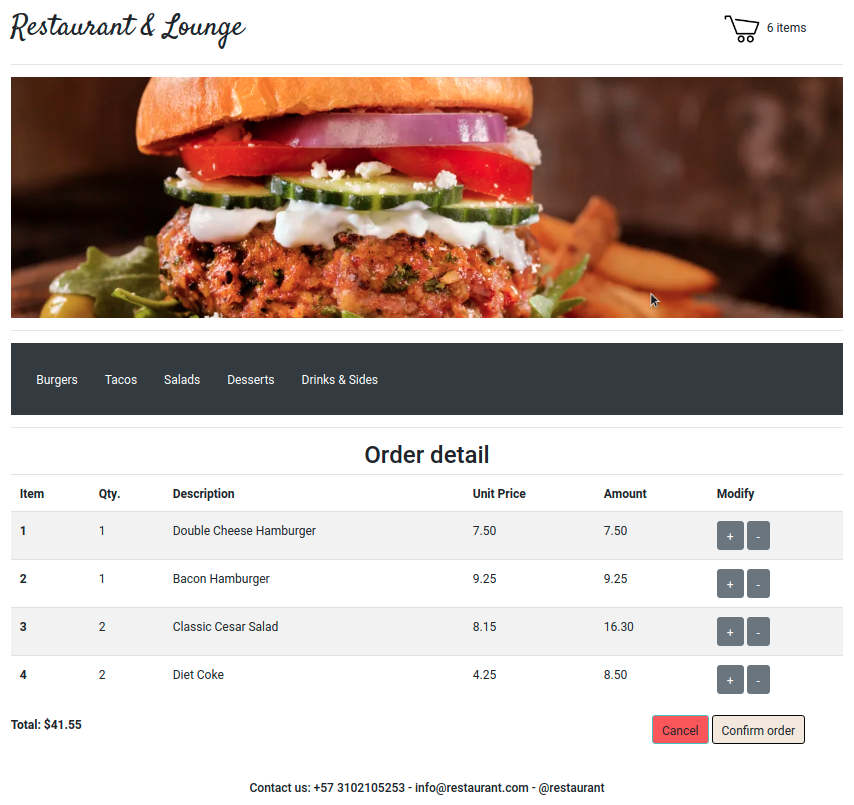 Restaurant & Lounge
6 items
Burgers Tacos Salads Desserts Drinks & Sides
Order detail
Item Qty. Description Unit Price Amount Modify
1 1 Double Cheese Hamburger 7.50 7.50 + -
2 1 Bacon Hamburger 9.25 9.25 + -
3 2 Classic Cesar Salad 8.15 16.30 + -
4 2 Diet Coke 4.25 8.50 + -
Total: $41.55 Cancel Confirm order
Contact us: +57 3102105253 - info@restaurant.com - @restaurant